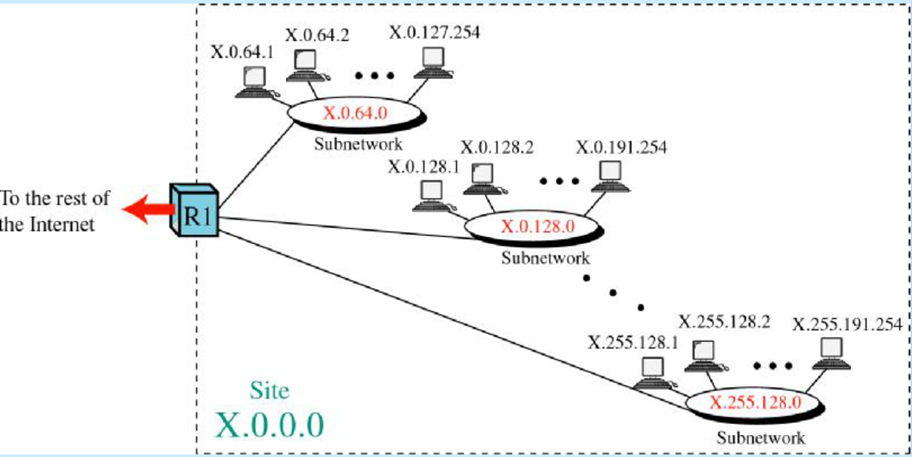 X.0.64.1
X.0.64.2
X.0.127.254
X.0.64.0
Subnetwork
X.0.128.1
X.0.128.2
X.0.191.254
X.0.128.0
Subnetwork
To the rest of
the Internet
R1
X.255.128.1
X.255.128.2
X.255.191.254
X.255.128.0
Subnetwork
Site
X.0.0.0